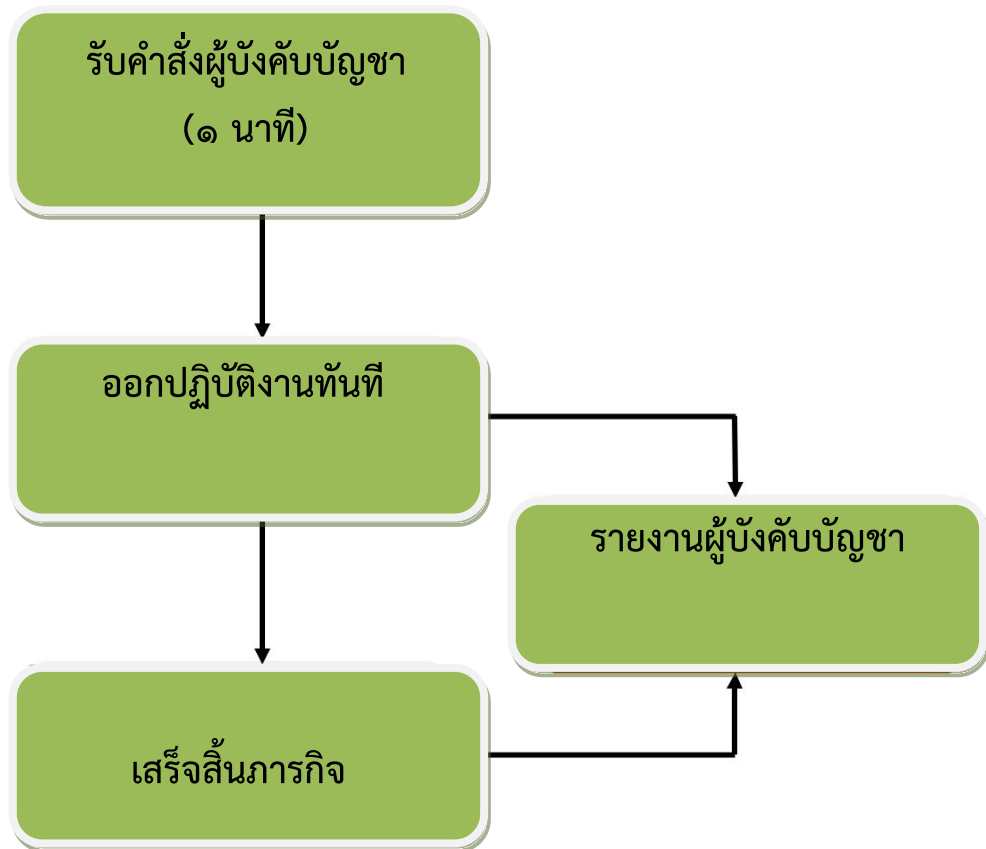 รับคำสั่งผู้บังคับบัญชา
(๑ นาที)
ออกปฏิบัติงานทันที
รายงานผู้บังคับบัญชา
เสร็จสิ้นภารกิจ